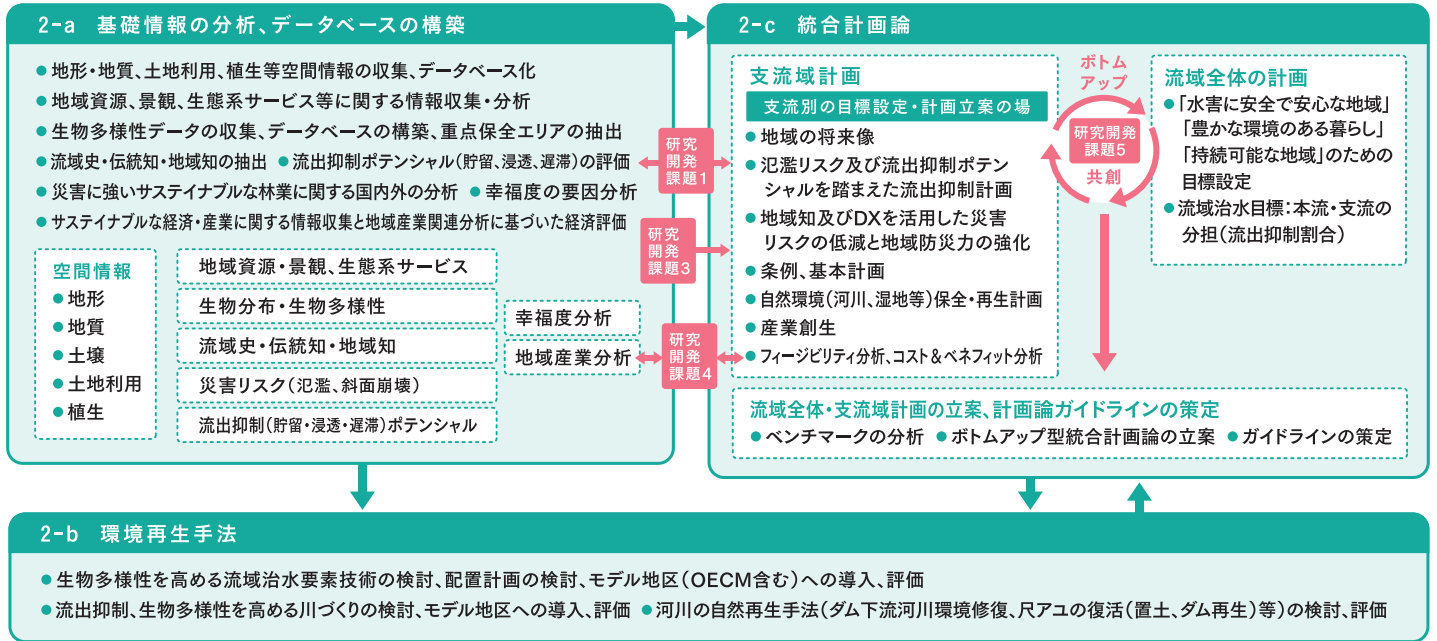 2-a 基礎情報の分析、データベースの構築
●地形・地質、土地利用、植生等空間情報の収集、データベース化
●地域資源、景観、生態系サービス等に関する情報収集・分析
●生物多様性データの収集、データベースの構築、重点保全エリアの抽出
●流域史・伝統知・地域知の抽出 ●流出抑制ポテンシャル(貯留、浸透、遅滞)の評価
●災害に強いサステイナブルな林業に関する国内外の分析 ●幸福度の要因分析
●サステイナブルな経済・産業に関する情報収集と地域産業関連分析に基づいた経済評価
空間情報
●地形
●地質
●土壌
●土地利用
●植生
地域資源・景観、生態系サービス
生物分布・生物多様性
流域史・伝統知・地域知
災害リスク(氾濫、斜面崩壊)
流出抑制(貯留・浸透・遅滞)ポテンシャル
幸福度分析
地域産業分析
研究
開発
課題1
研究
開発
課題3
研究
開発
課題4
2-c 統合計画論
支流域計画
支流別の目標設定・計画立案の場
●地域の将来像
●氾濫リスク及び流出抑制ポテン
シャルを踏まえた流出抑制計画
●地域知及びDXを活用した災害
リスクの低減と地域防災力の強化
●条例、基本計画
●自然環境(河川、湿地等)保全・再生計画
●産業創生
●フィージビリティ分析、コスト&ベネフィット分析
ボトム
アップ
研究開発
課題5
共創
流域全体の計画
●「水害に安全で安心な地域」
「豊かな環境のある暮らし」
「持続可能な地域」のための
目標設定
●流域治水目標:本流・支流の
分担(流出抑制割合)
流域全体・支流域計画の立案、計画論ガイドラインの策定
●ベンチマークの分析 ●ボトムアップ型統合計画論の立案 ●ガイドラインの策定
2-b 環境再生手法
●生物多様性を高める流域治水要素技術の検討、配置計画の検討、モデル地区(OECM含む)への導入、評価
●流出抑制、生物多様性を高める川づくりの検討、モデル地区への導入、評価 ●河川の自然再生手法(ダム下流河川環境修復、尺アユの復活(置土、ダム再生)等)の検討、評価